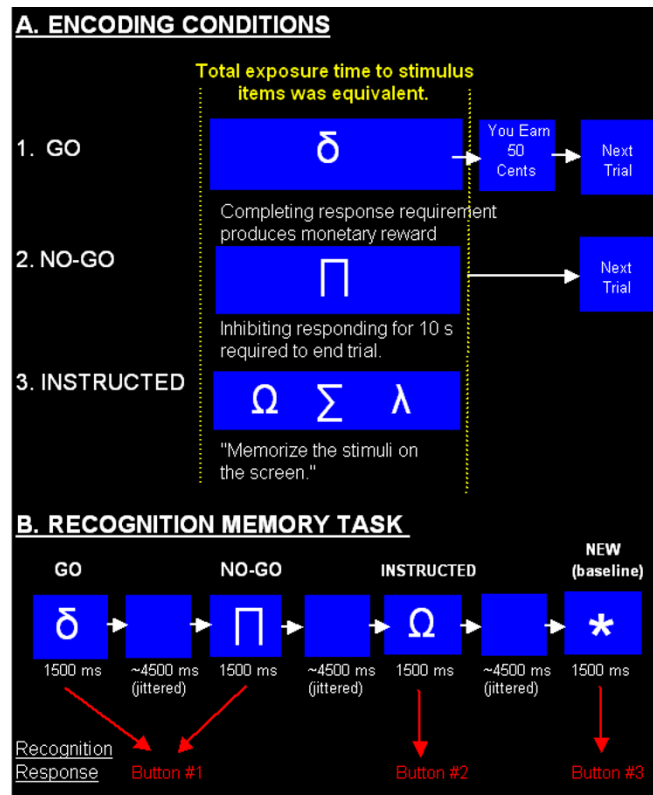 A. ENCODING CONDITIONS
Total exposure time to stimulus
items was equivalent.
1. GO
δ
You Earn
50
Cents
Next
Trial
Completing response requirement
produces monetary reward
2. NO-GO
∏
Next
Trial
Inhibiting responding for 10 s
required to end trial.
3. INSTRUCTED
Ω ∑ λ
"Memorize the stimuli on
the screen."
B. RECOGNITION MEMORY TASK
GO NO-GO INSTRUCTED NEW
(baseline)
δ ∏ Ω *
1500 ms ~4500 ms 1500 ms ~4500 ms 1500 ms ~4500 ms 1500 ms
(jittered) (jittered) (jittered)
Recognition
Response Button #1 Button #2 Button #3